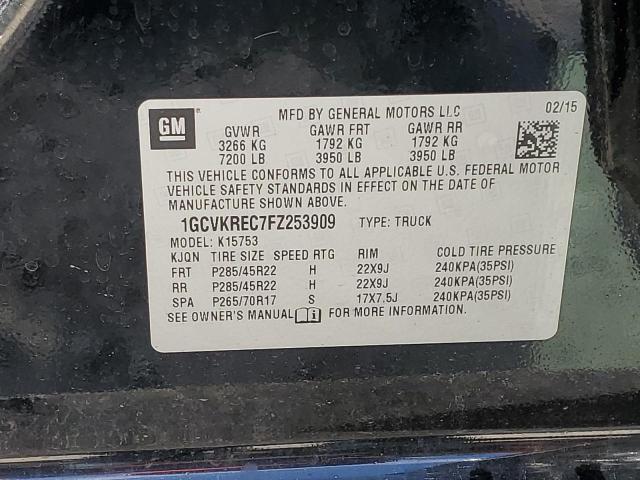 GM
MFD BY GENERAL MOTORS LLC 02/15
GVWR GAWR FRT GAWR RR
3266 KG 1792 KG 1792 KG
7200 LB 3950 LB 3950 LB
THIS VEHICLE CONFORMS TO ALL APPLICABLE U.S. FEDERAL MOTOR
VEHICLE SAFETY STANDARDS IN EFFECT ON THE DATE OF
MANUFACTURE SHOWN ABOVE.
1GCVKREC7FZ253909 TYPE: TRUCK
MODEL: K15753
KJQN TIRE SIZE SPEED RTG RIM COLD TIRE PRESSURE
FRT P285/45R22 H 22X9J 240KPA(35PSI)
RR P285/45R22 H 22X9J 240KPA(35PSI)
SPA P265/70R17 S 17X7.5J 240KPA(35PSI)
SEE OWNER'S MANUAL i FOR MORE INFORMATION.